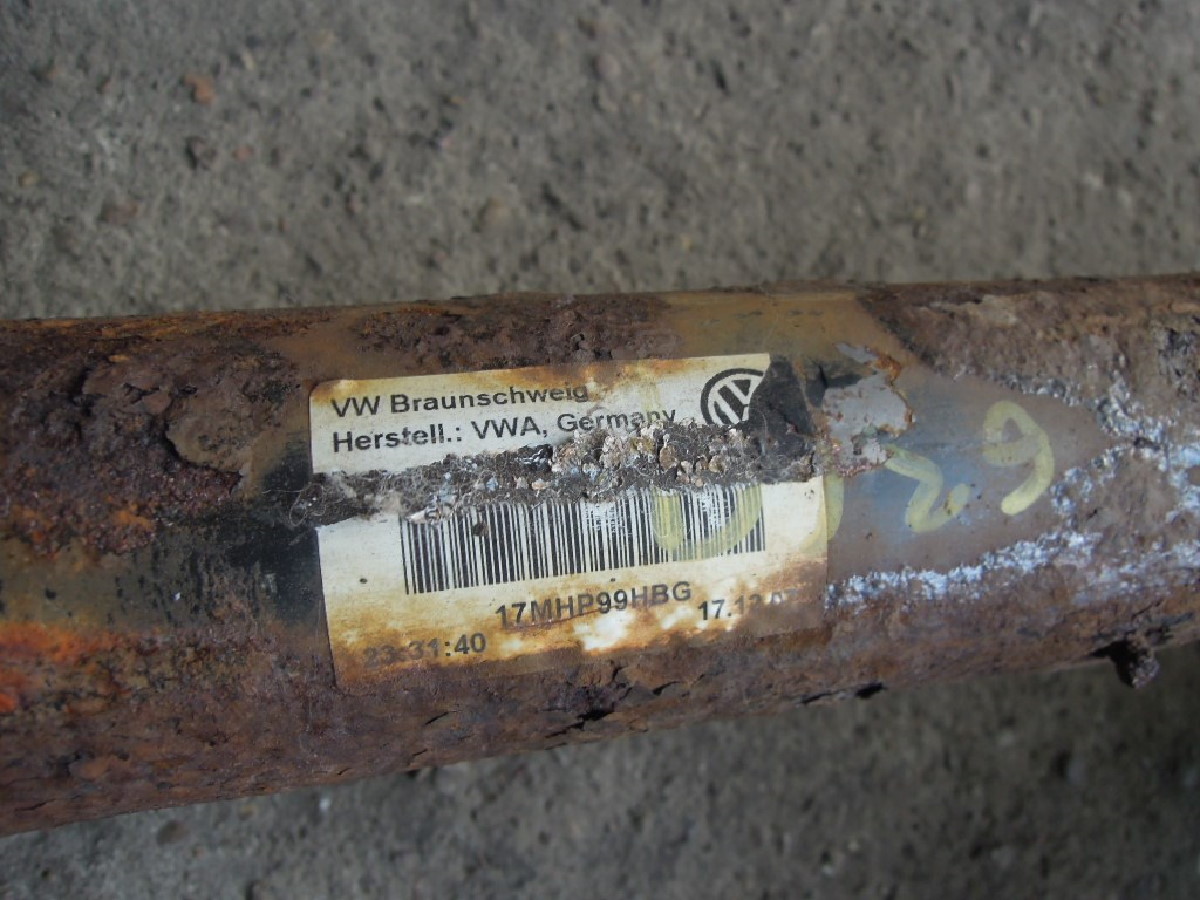 VW Braunschweig
Herstell.: VWA, Germany
17MHP99HBG
23:31:40